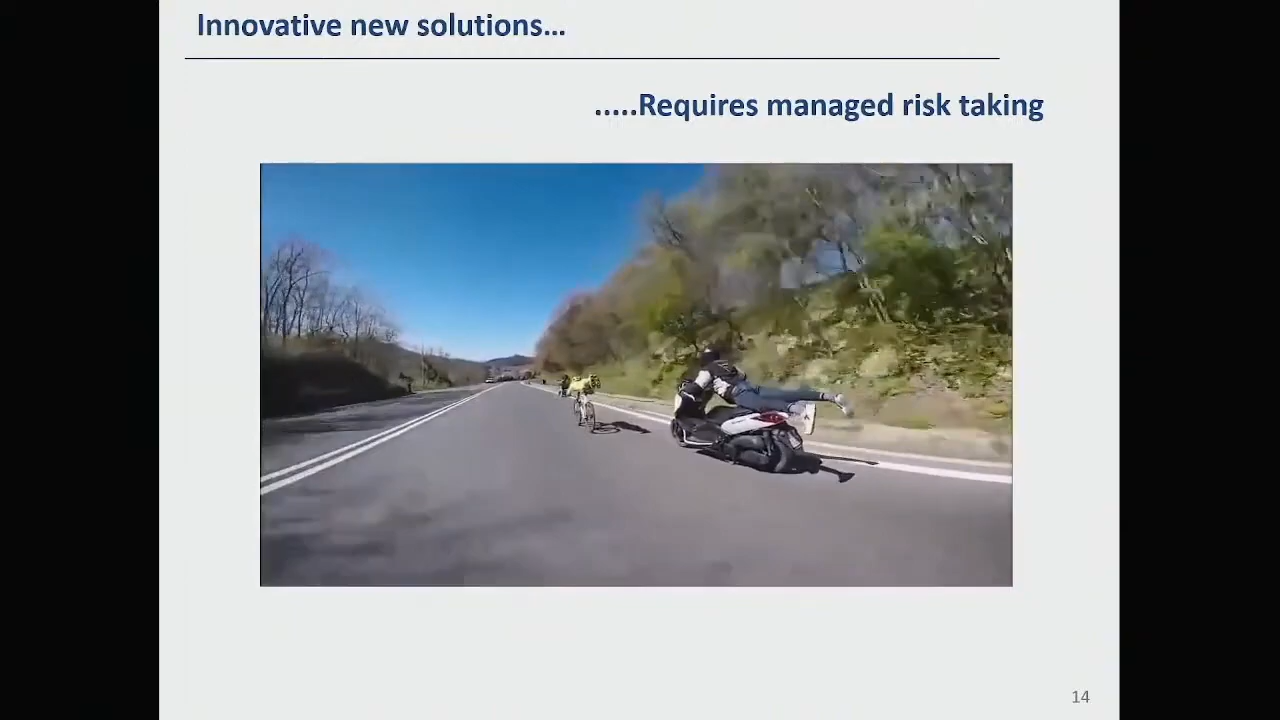 Innovative new solutions...
.....Requires managed risk taking
14